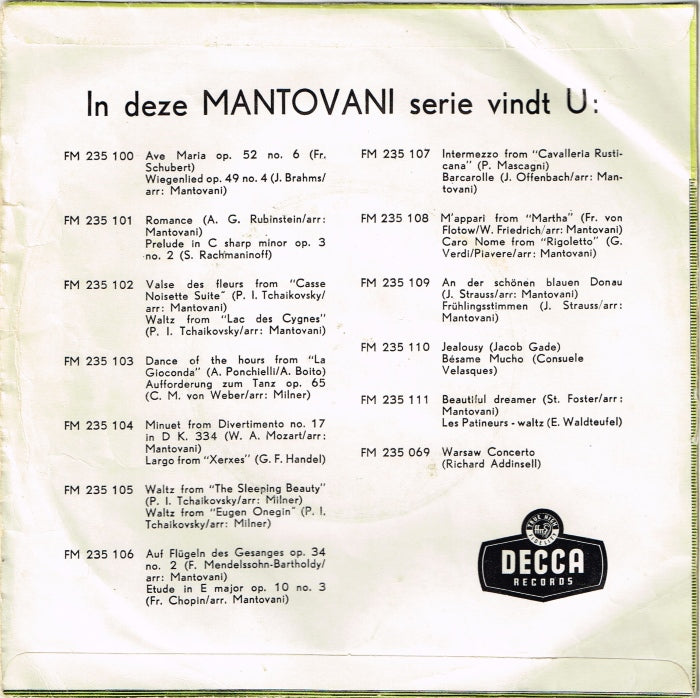 In deze MANTOVANI serie vindt U:
FM 235 100 Ave Maria op. 52 no. 6 (Fr.
Schubert)
Wiegenlied op. 49 no. 4 (J. Brahms/
arr: Mantovani)
FM 235 101 Romance (A. G. Rubinstein/arr:
Mantovani)
Prelude in C sharp minor op. 3
no. 2 (S. Rachmaninoff)
FM 235 102 Valse des fleurs from "Casse
Noisette Suite" (P. I. Tchaikovsky/
arr: Mantovani)
Waltz from "Lac des Cygnes"
(P. I. Tchaikovsky/arr: Mantovani)
FM 235 103 Dance of the hours from "La
Gioconda" (A. Ponchielli/A. Boito)
Aufforderung zum Tanz op. 65
(C. M. von Weber/arr: Milner)
FM 235 104 Minuet from Divertimento no. 17
in D K. 334 (W. A. Mozart/arr:
Mantovani)
Largo from "Xerxes" (G. F. Handel)
FM 235 105 Waltz from "The Sleeping Beauty"
(P. I. Tchaikovsky/arr: Milner)
Waltz from "Eugen Onegin" (P. I.
Tchaikovsky/arr: Milner)
FM 235 106 Auf Flügeln des Gesanges op. 34
no. 2 (F. Mendelssohn-Bartholdy/
arr: Mantovani)
Etude in E major op. 10 no. 3
(Fr. Chopin/arr. Mantovani)
FM 235 107 Intermezzo from "Cavalleria Rusti-
cana" (P. Mascagni)
Barcarolle (J. Offenbach/arr: Man-
tovani)
FM 235 108 M'appari from "Martha" (Fr. von
Flotow/W. Friedrich/arr: Mantovani)
Caro Nome from "Rigoletto" (G.
Verdi/Piavere/arr: Mantovani)
FM 235 109 An der schönen blauen Donau
(J. Strauss/arr: Mantovani)
Frühlingsstimmen (J. Strauss/arr:
Mantovani)
FM 235 110 Jealousy (Jacob Gade)
Bésame Mucho (Consuele
Velasques)
FM 235 111 Beautiful dreamer (St. Foster/arr:
Mantovani)
Les Patineurs - waltz (E. Waldteufel)
FM 235 069 Warsaw Concerto
(Richard Addinsell)
ffrr
DECCA
RECORDS